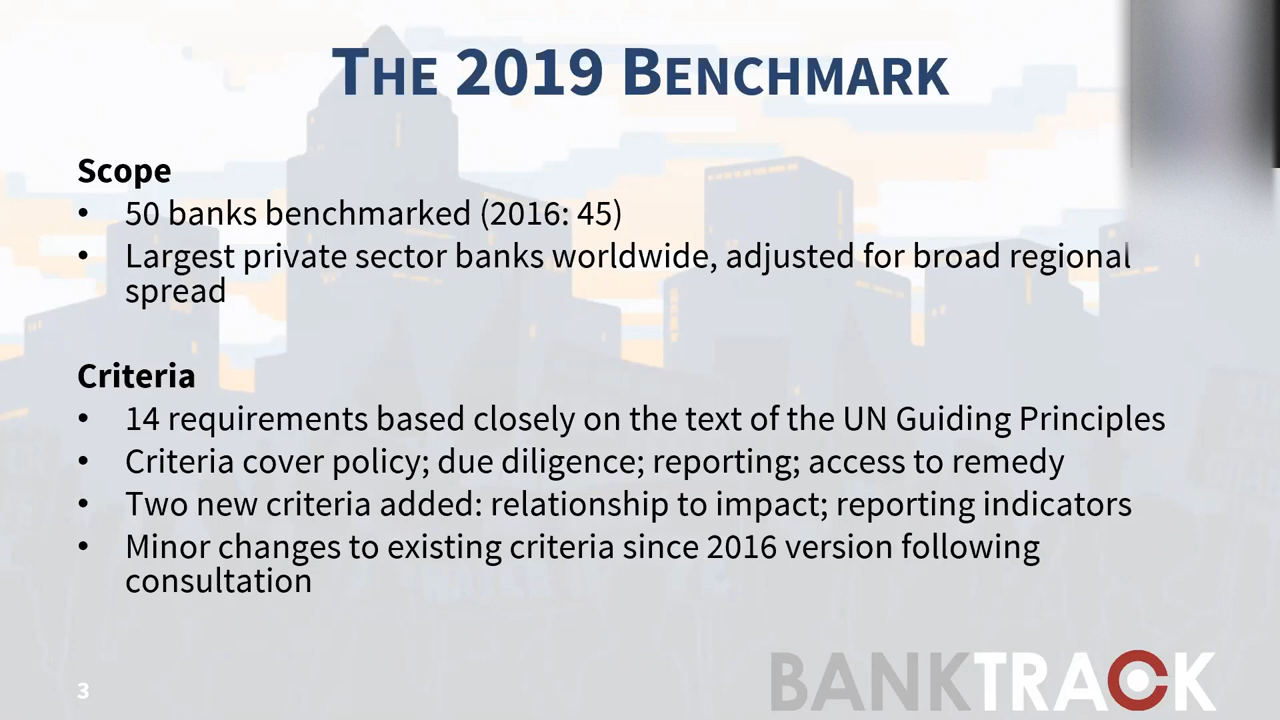 THE 2019 BENCHMARK
Scope
• 50 banks benchmarked (2016: 45)
• Largest private sector banks worldwide, adjusted for broad regional
spread
Criteria
• 14 requirements based closely on the text of the UN Guiding Principles
• Criteria cover policy; due diligence; reporting; access to remedy
• Two new criteria added: relationship to impact; reporting indicators
• Minor changes to existing criteria since 2016 version following
consultation
3
BANKTRACK